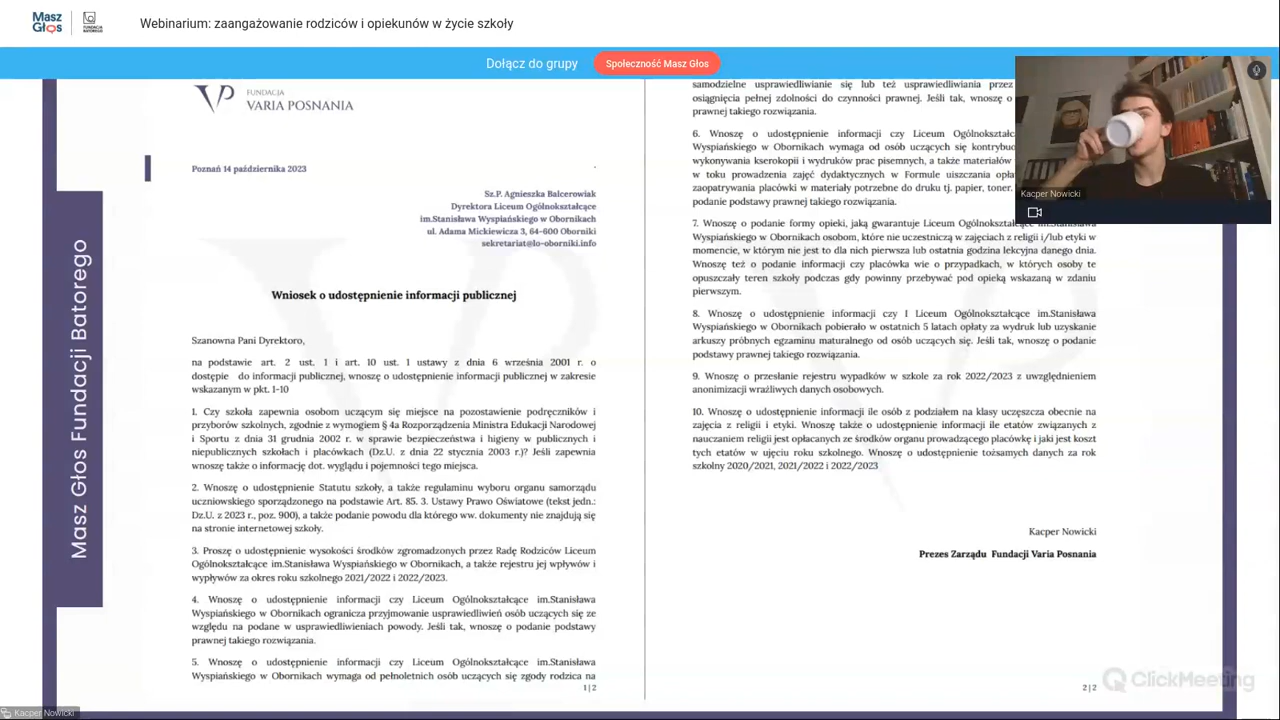 Masz
Głos
FUNDACJA
BATOREGO
Webinarium: zaangażowanie rodziców i opiekunów w życie szkoły
Dołącz do grupy
Społeczność Masz Głos
Masz Głos Fundacji Batorego
VP
FUNDACJA
VARIA POSNANIA
Poznań 14 października 2023
Sz.P. Agnieszka Balcerowiak
Dyrektora Liceum Ogólnokształcące
im.Stanisława Wyspiańskiego w Obornikach
ul. Adama Mickiewicza 3, 64-600 Oborniki
sekretariat@lo-oborniki.info
Wniosek o udostępnienie informacji publicznej
Szanowna Pani Dyrektoro,
na podstawie art. 2 ust. 1 i art. 10 ust. 1 ustawy z dnia 6 września 2001 r. o
dostępie do informacji publicznej, wnoszę o udostępnienie informacji publicznej w zakresie
wskazanym w pkt. 1-10
1. Czy szkoła zapewnia osobom uczącym się miejsce na pozostawienie podręczników i
przyborów szkolnych, zgodnie z wymogiem § 4a Rozporządzenia Ministra Edukacji Narodowej
i Sportu z dnia 31 grudnia 2002 r. w sprawie bezpieczeństwa i higieny w publicznych i
niepublicznych szkołach i placówkach (Dz.U. z dnia 22 stycznia 2003 r.)? Jeśli zapewnia
wnoszę także o informację dot. wyglądu i pojemności tego miejsca.
2. Wnoszę o udostępnienie Statutu szkoły, a także regulaminu wyboru organu samorządu
uczniowskiego sporządzonego na podstawie Art. 85. 3. Ustawy Prawo Oświatowe (tekst jedn.:
Dz.U. z 2023 r., poz. 900), a także podanie powodu dla którego ww. dokumenty nie znajdują się
na stronie internetowej szkoły.
3. Proszę o udostępnienie wysokości środków zgromadzonych przez Radę Rodziców Liceum
Ogólnokształcące im.Stanisława Wyspiańskiego w Obornikach, a także rejestru jej wpływów i
wypływów za okres roku szkolnego 2021/2022 i 2022/2023.
4. Wnoszę o udostępnienie informacji czy Liceum Ogólnokształcące im.Stanisława
Wyspiańskiego w Obornikach ogranicza przyjmowanie usprawiedliwień osób uczących się ze
względu na podane w usprawiedliwieniach powody. Jeśli tak, wnoszę o podanie podstawy
prawnej takiego rozwiązania.
5. Wnoszę o udostępnienie informacji czy Liceum Ogólnokształcące im.Stanisława
Wyspiańskiego w Obornikach wymaga od pełnoletnich osób uczących się zgody rodzica na
1|2
samodzielne usprawiedliwianie się lub też usprawiedliwiania przez
osiągnięcia pełnej zdolności do czynności prawnej. Jeśli tak, wnoszę o
prawnej takiego rozwiązania.
6. Wnoszę o udostępnienie informacji czy Liceum Ogólnokształc
Wyspiańskiego w Obornikach wymaga od osób uczących się kontrybuc
wykonywania kserokopii i wydruków prac pisemnych, a także materiałów
w toku prowadzenia zajęć dydaktycznych w Formule uiszczania opła
zaopatrywania placówki w materiały potrzebne do druku tj. papier, toner.
podanie podstawy prawnej takiego rozwiązania.
7. Wnoszę o podanie formy opieki, jaką gwarantuje Liceum Ogólnokształcące
Wyspiańskiego w Obornikach osobom, które nie uczestniczą w zajęciach z religii i/lub etyki w
momencie, w którym nie jest to dla nich pierwsza lub ostatnia godzina lekcyjna danego dnia.
Wnoszę też o podanie informacji czy placówka wie o przypadkach, w których osoby te
opuszczały teren szkoły podczas gdy powinny przebywać pod opieką wskazaną w zdaniu
pierwszym.
8. Wnoszę o udostępnienie informacji czy I Liceum Ogólnokształcące im.Stanisława
Wyspiańskiego w Obornikach pobierało w ostatnich 5 latach opłaty za wydruk lub uzyskanie
arkuszy próbnych egzaminu maturalnego od osób uczących się. Jeśli tak, wnoszę o podanie
podstawy prawnej takiego rozwiązania.
9. Wnoszę o przesłanie rejestru wypadków w szkole za rok 2022/2023 z uwzględnieniem
anonimizacji wrażliwych danych osobowych.
10. Wnoszę o udostępnienie informacji ile osób z podziałem na klasy uczęszcza obecnie na
zajęcia z religii i etyki. Wnoszę także o udostępnienie informacji ile etatów związanych z
nauczaniem religii jest opłacanych ze środków organu prowadzącego placówkę i jaki jest koszt
tych etatów w ujęciu roku szkolnego. Wnoszę o udostępnienie tożsamych danych za rok
szkolny 2020/2021, 2021/2022 i 2022/2023
Kacper Nowicki
Prezes Zarządu Fundacji Varia Posnania
2|2
Kacper Nowicki
ClickMeeting
Kacper Nowicki